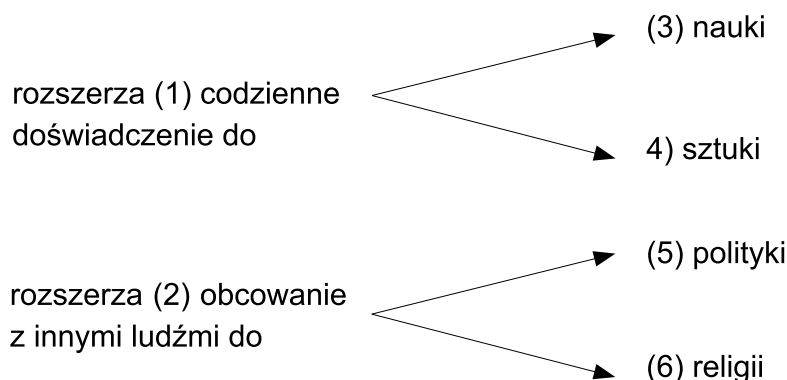 (3) nauki
rozszerza (1) codzienne
doświadczenie do
4) sztuki
(5) polityki
rozszerza (2) obcowanie
z innymi ludźmi do
(6) religii